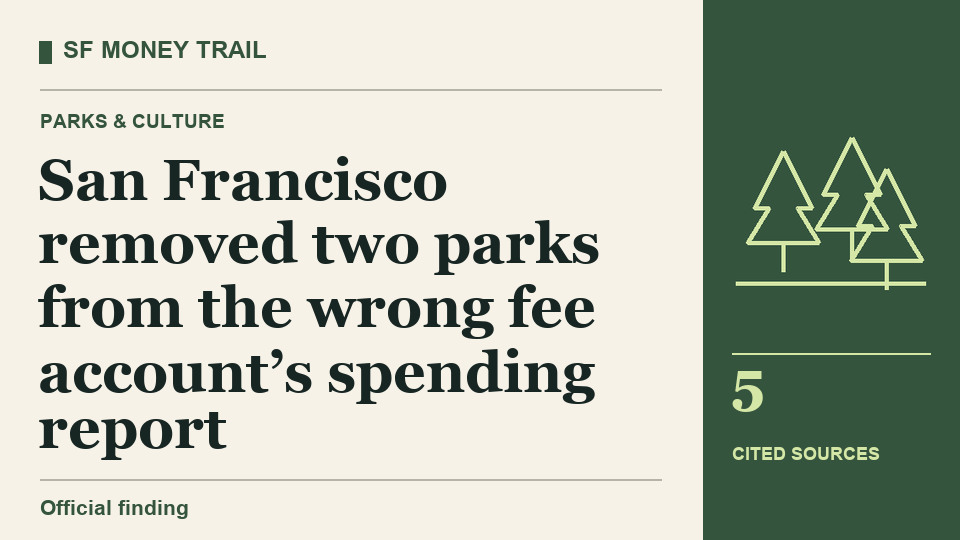 SF MONEY TRAIL
PARKS & CULTURE
San Francisco
removed two parks
from the wrong fee
account’s spending
report
Official finding
5
CITED SOURCES